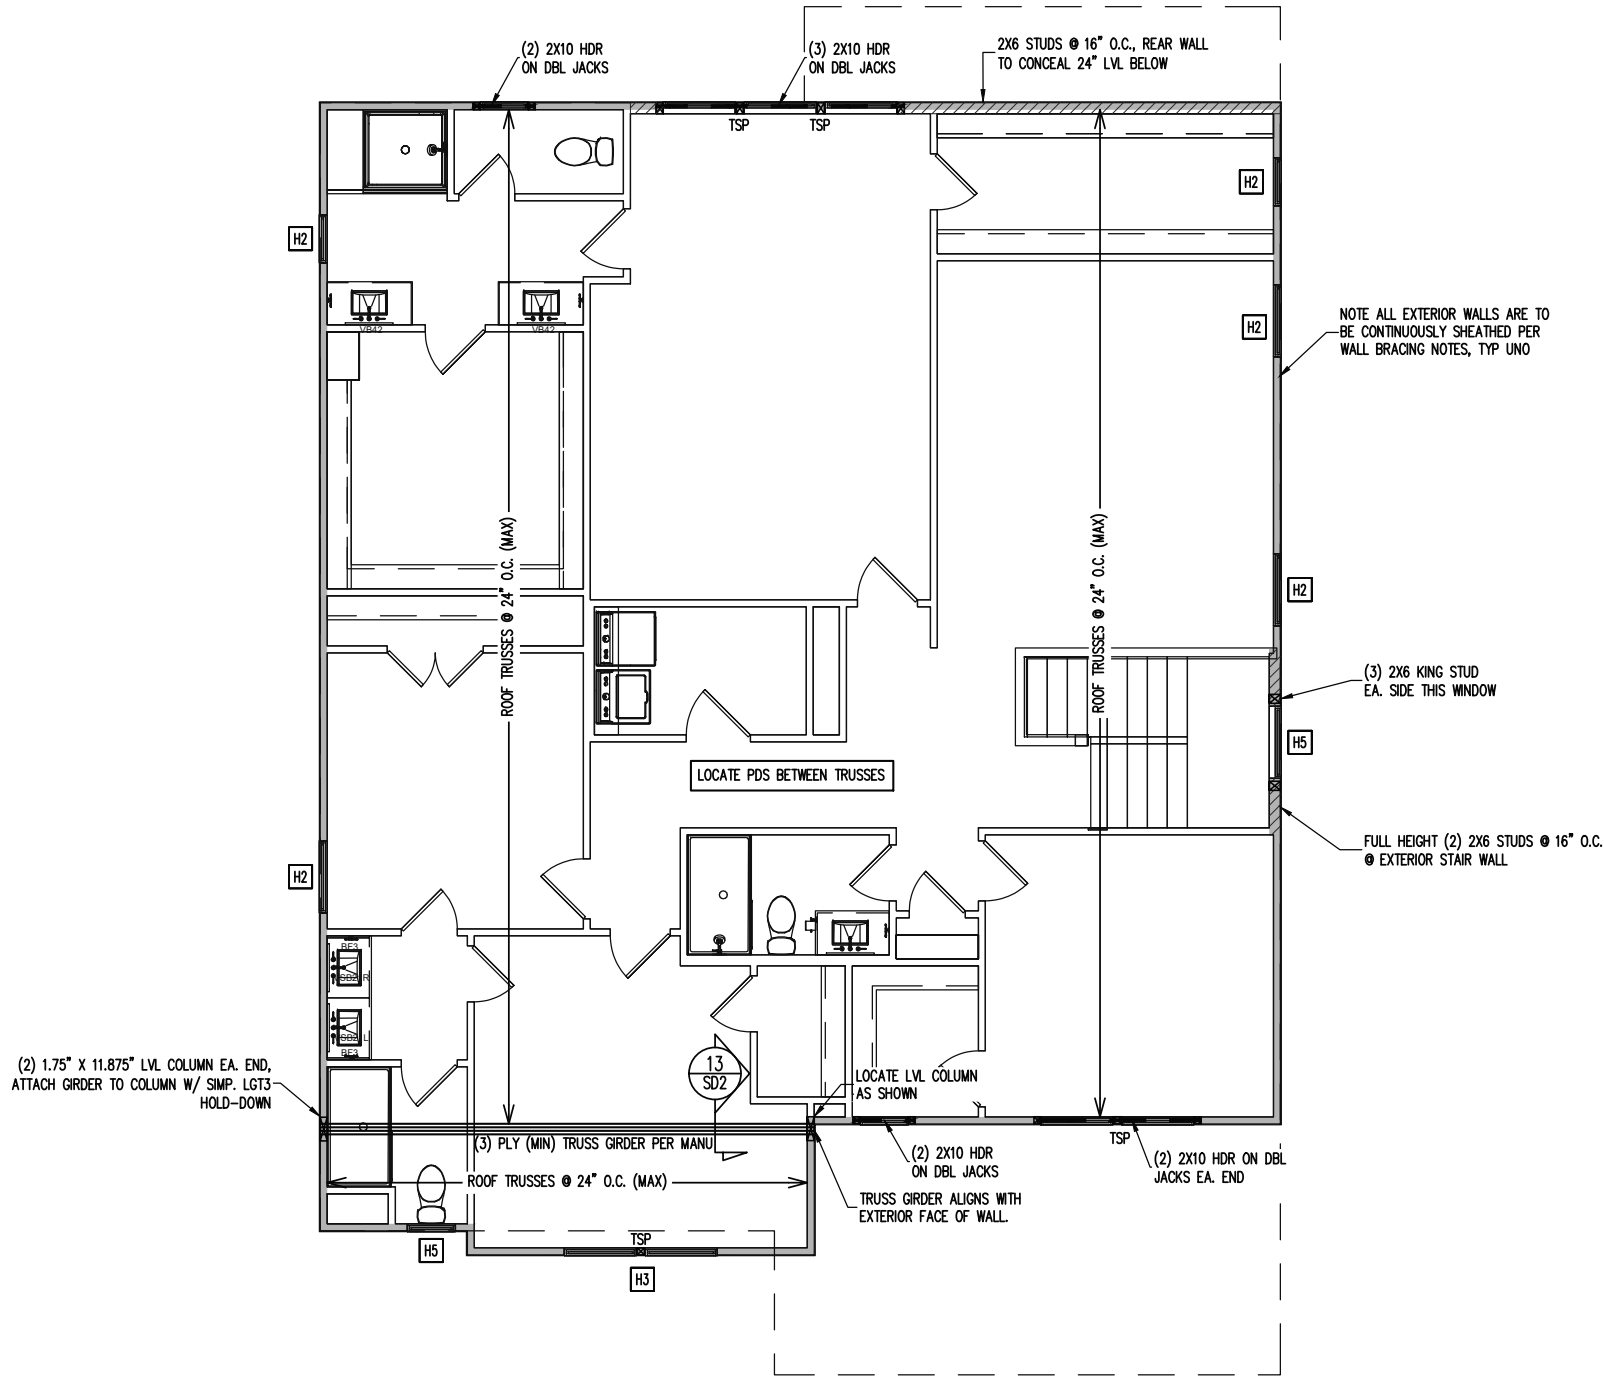 (2) 2X10 HDR
ON DBL JACKS
(3) 2X10 HDR
ON DBL JACKS
2X6 STUDS @ 16" O.C., REAR WALL
TO CONCEAL 24" LVL BELOW
TSP
TSP
H2
H2
VB42
VB42
H2
NOTE ALL EXTERIOR WALLS ARE TO
BE CONTINUOUSLY SHEATHED PER
WALL BRACING NOTES, TYP UNO
ROOF TRUSSES @ 24" O.C. (MAX)
ROOF TRUSSES @ 24" O.C. (MAX)
H2
(3) 2X6 KING STUD
EA. SIDE THIS WINDOW
H5
LOCATE PDS BETWEEN TRUSSES
FULL HEIGHT (2) 2X6 STUDS @ 16" O.C.
@ EXTERIOR STAIR WALL
H2
BF3
BF3
(2) 1.75" X 11.875" LVL COLUMN EA. END,
ATTACH GIRDER TO COLUMN W/ SIMP. LGT3
HOLD-DOWN
13
SD2
LOCATE LVL COLUMN
AS SHOWN
(3) PLY (MIN) TRUSS GIRDER PER MANU
TSP
(2) 2X10 HDR
ON DBL JACKS
(2) 2X10 HDR ON DBL
JACKS EA. END
ROOF TRUSSES @ 24" O.C. (MAX)
TRUSS GIRDER ALIGNS WITH
EXTERIOR FACE OF WALL.
TSP
H5
H3